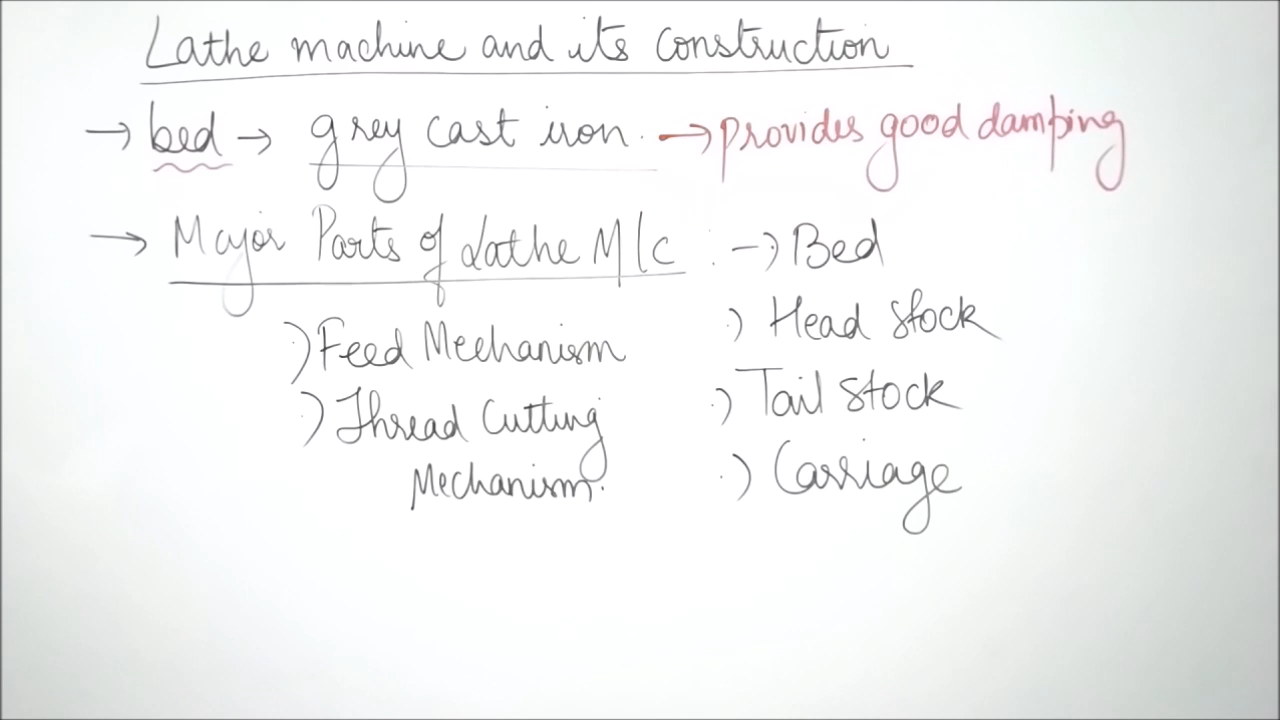 Lathe machine and its construction
→ bed → grey cast iron. → provides good damping
→ Major Parts of Lathe M/c : → Bed
) Head Stock
) Tail Stock
) Carriage
) Feed Mechanism
) Thread Cutting
Mechanism.